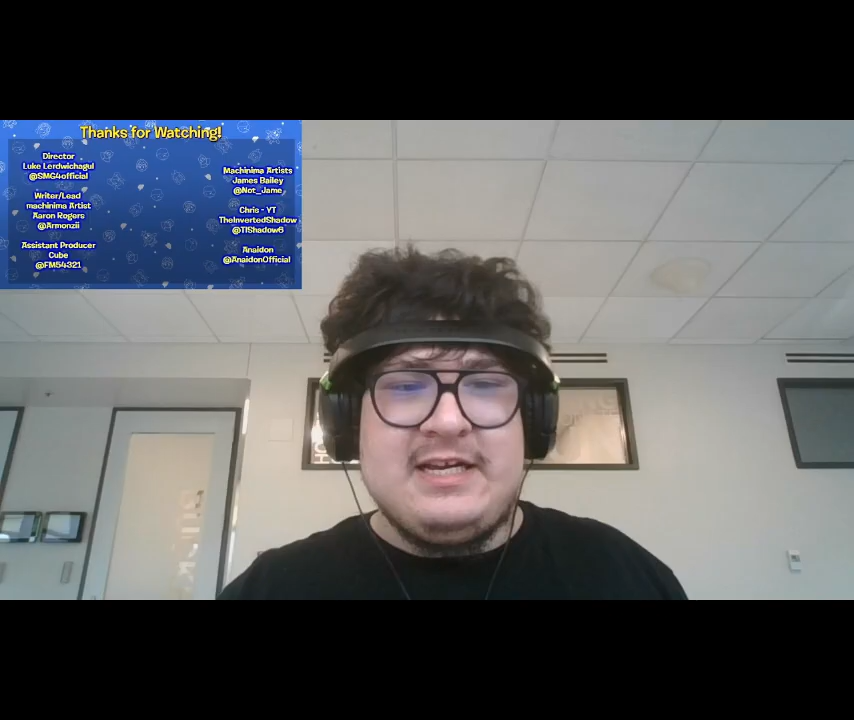 Thanks for Watching!
Director
Luke Lerdwichagul
@SMG4official
Writer/Lead
machinima Artist
Aaron Rogers
@Armonzii
Assistant Producer
Cube
@FM54321
Machinima Artists
James Bailey
@Not_Jame_
Chris - YT
TheInvertedShadow
@TIShadow6
Anaidon
@AnaidonOfficial